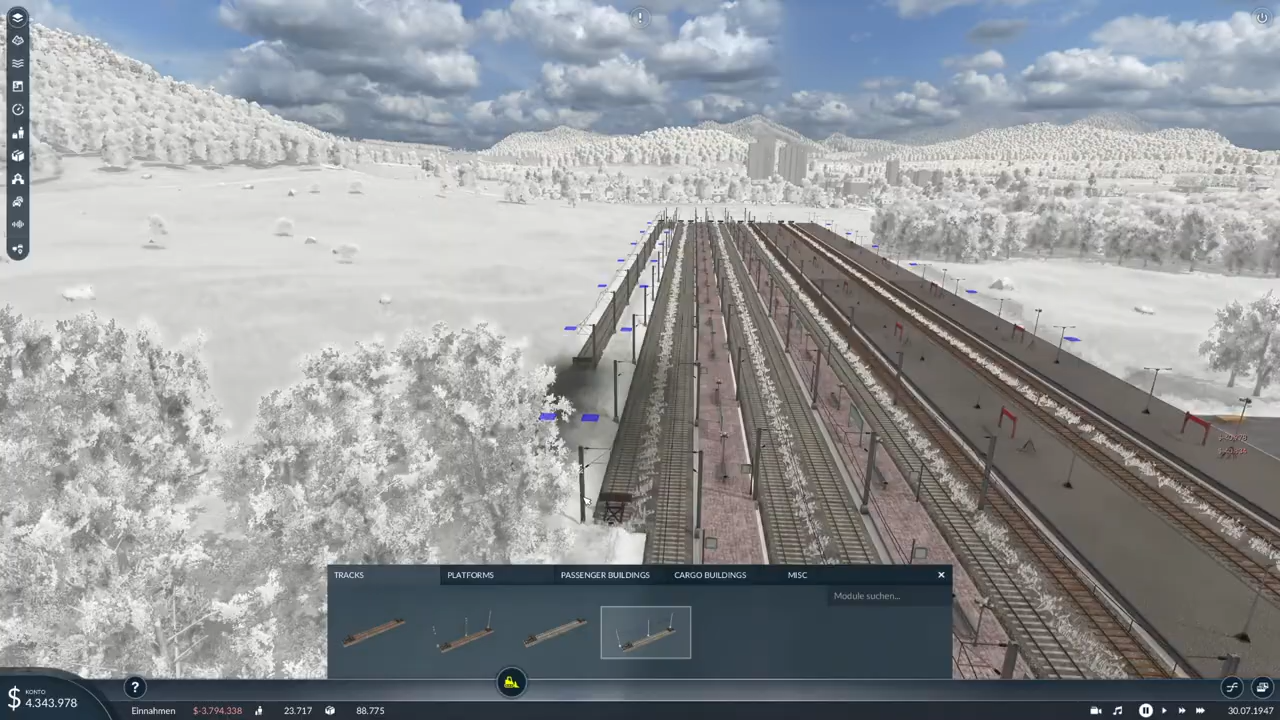 TRACKS
PLATFORMS
PASSENGER BUILDINGS
CARGO BUILDINGS
MISC
Module suchen...
$
KONTO
4.343.978
?
Einnahmen
$-3.794.338
23.717
88.775
30.07.1947